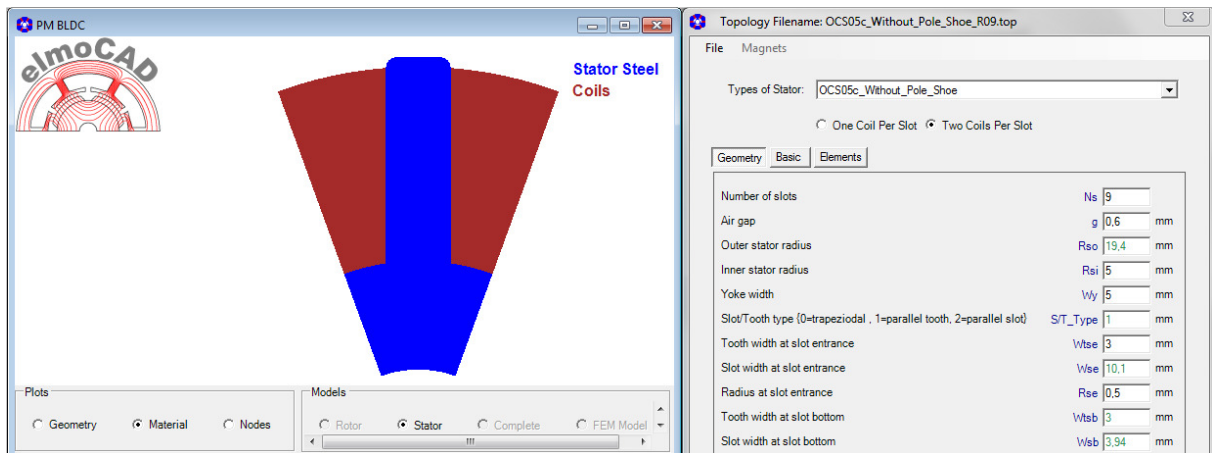 PM BLDC
elmoCAD
Stator Steel
Coils
Plots
Geometry
Material
Nodes
Models
Rotor
Stator
Complete
FEM Model
Topology Filename: OCS05c_Without_Pole_Shoe_R09.top
File Magnets
Types of Stator: OCS05c_Without_Pole_Shoe
One Coil Per Slot Two Coils Per Slot
Geometry Basic Elements
Number of slots Ns 9
Air gap g 0,6 mm
Outer stator radius Rso 19,4 mm
Inner stator radius Rsi 5 mm
Yoke width Wy 5 mm
Slot/Tooth type {0=trapeziodal , 1=parallel tooth, 2=parallel slot} S/T_Type 1 mm
Tooth width at slot entrance Wtse 3 mm
Slot width at slot entrance Wse 10,1 mm
Radius at slot entrance Rse 0,5 mm
Tooth width at slot bottom Wtsb 3 mm
Slot width at slot bottom Wsb 3,94 mm